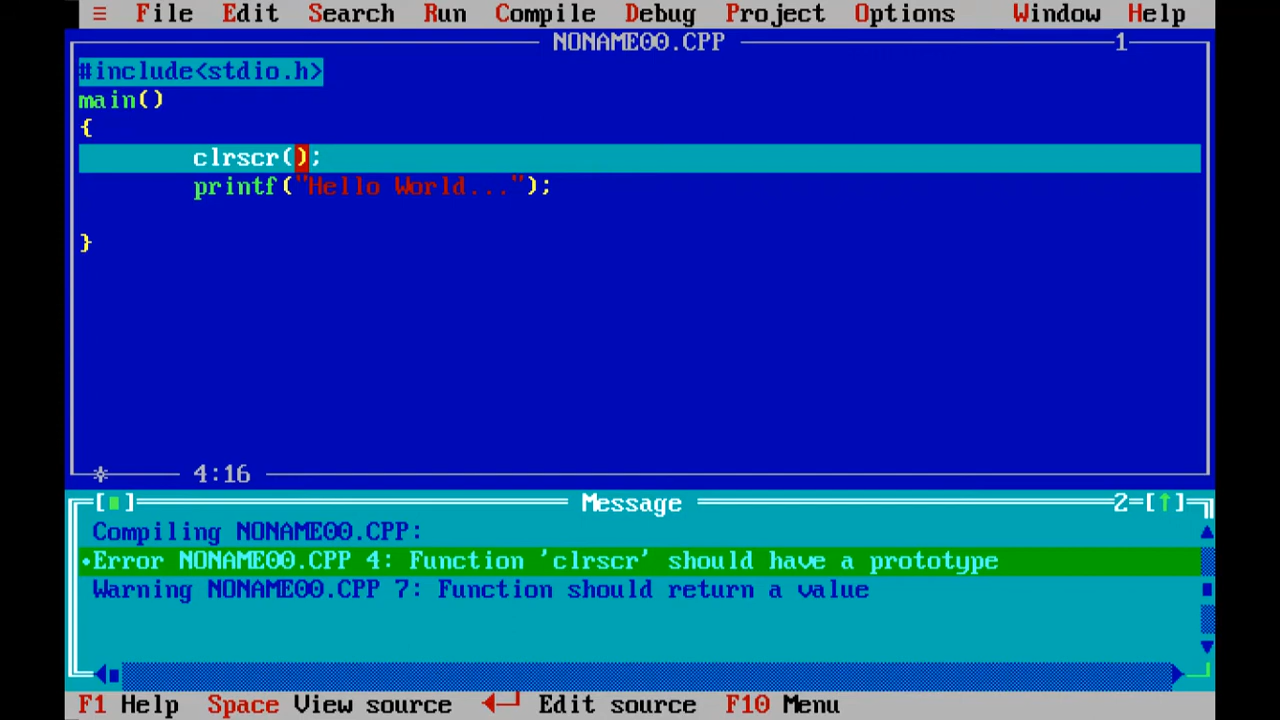 ≡ File Edit Search Run Compile Debug Project Options Window Help
NONAME00.CPP 1
#include<stdio.h>
main()
{
clrscr();
printf("Hello World...");
}
4:16
[■] Message 2=[↑]
Compiling NONAME00.CPP:
•Error NONAME00.CPP 4: Function 'clrscr' should have a prototype
Warning NONAME00.CPP 7: Function should return a value
F1 Help Space View source ◄─┘ Edit source F10 Menu